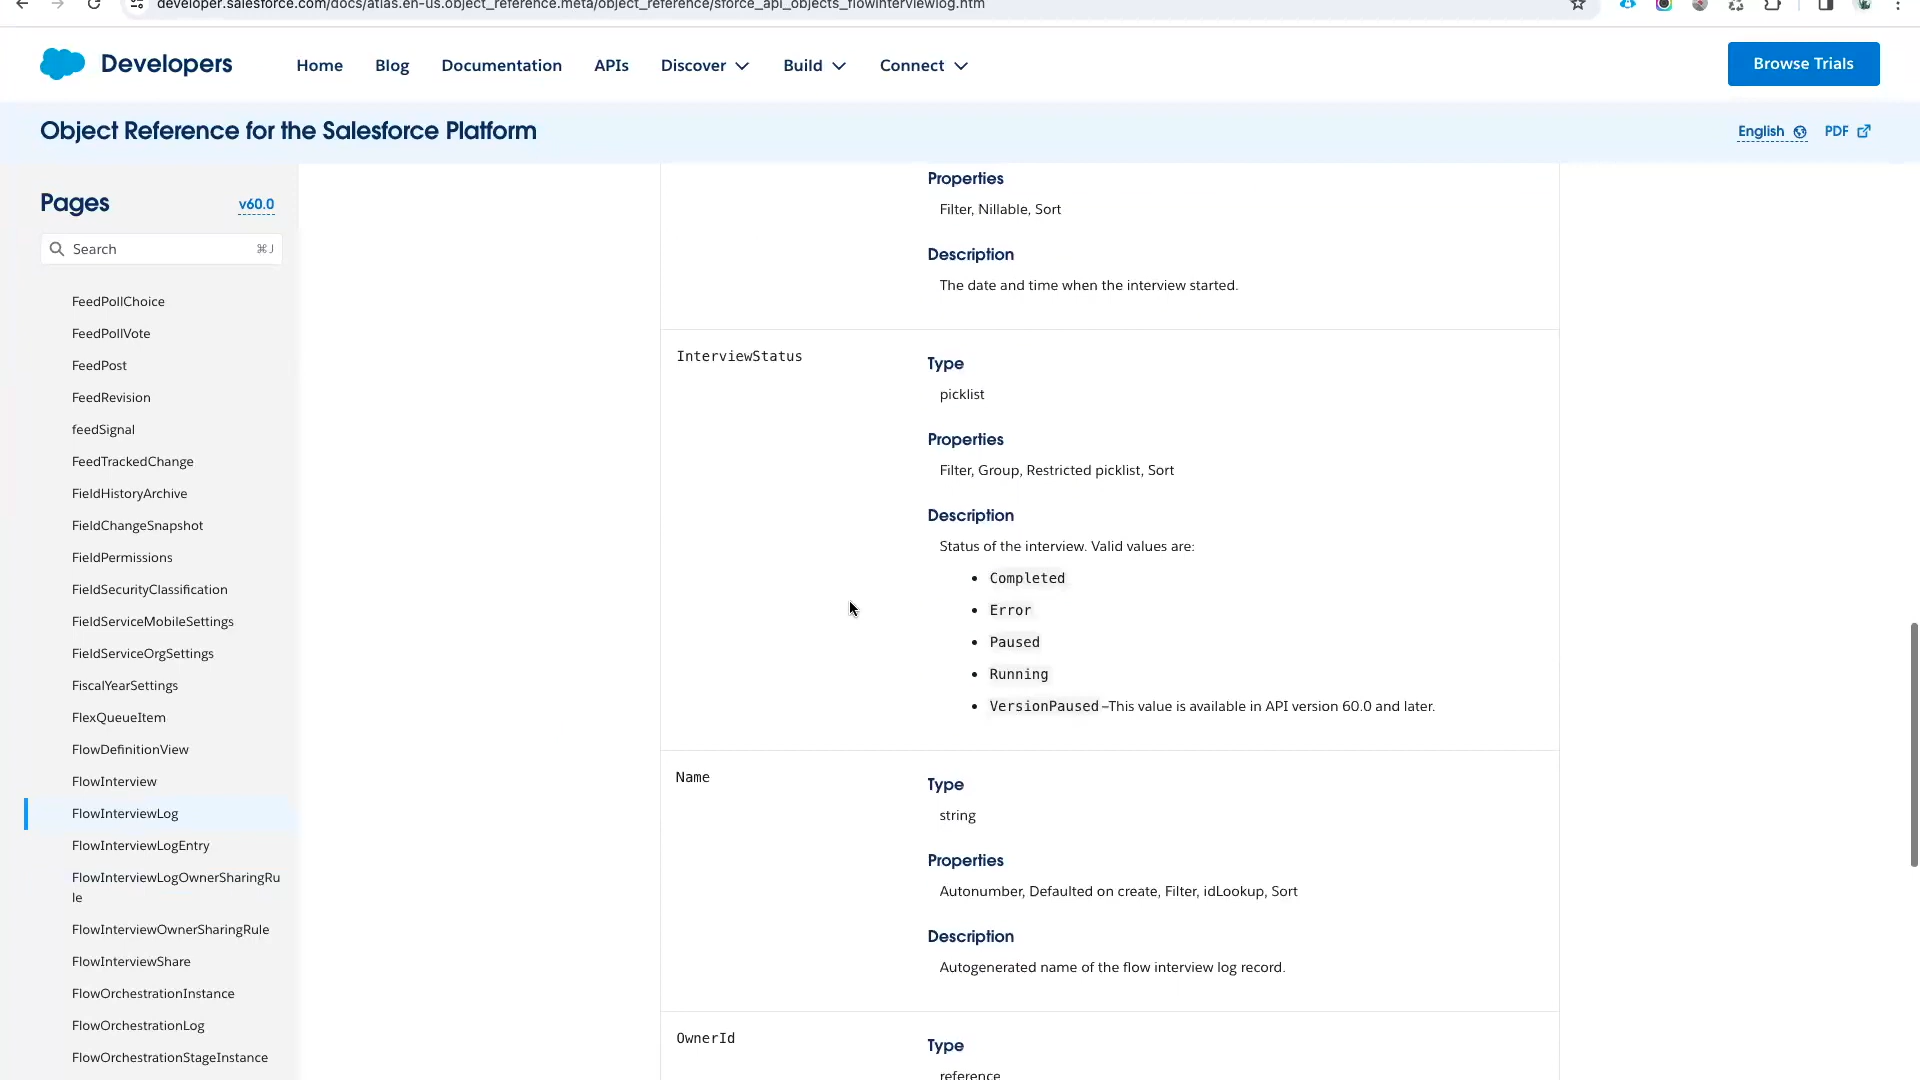 developer.salesforce.com/docs/atlas.en-us.object_reference.meta/object_reference/sforce_api_objects_flowinterviewlog.htm
Developers
Home
Blog
Documentation
APIs
Discover
Build
Connect
Browse Trials
Object Reference for the Salesforce Platform
English
PDF
Pages
v60.0
Search
⌘J
FeedPollChoice
FeedPollVote
FeedPost
FeedRevision
feedSignal
FeedTrackedChange
FieldHistoryArchive
FieldChangeSnapshot
FieldPermissions
FieldSecurityClassification
FieldServiceMobileSettings
FieldServiceOrgSettings
FiscalYearSettings
FlexQueueItem
FlowDefinitionView
FlowInterview
FlowInterviewLog
FlowInterviewLogEntry
FlowInterviewLogOwnerSharingRu
le
FlowInterviewOwnerSharingRule
FlowInterviewShare
FlowOrchestrationInstance
FlowOrchestrationLog
FlowOrchestrationStageInstance
Properties
Filter, Nillable, Sort
Description
The date and time when the interview started.
InterviewStatus
Type
picklist
Properties
Filter, Group, Restricted picklist, Sort
Description
Status of the interview. Valid values are:
• Completed
• Error
• Paused
• Running
• VersionPaused–This value is available in API version 60.0 and later.
Name
Type
string
Properties
Autonumber, Defaulted on create, Filter, idLookup, Sort
Description
Autogenerated name of the flow interview log record.
OwnerId
Type
reference